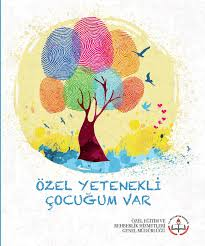 ÖZEL YETENEKLİ
ÇOCUĞUM VAR
ÖZEL EĞİTİM VE
REHBERLİK HİZMETLERİ
GENEL MÜDÜRLÜĞÜ